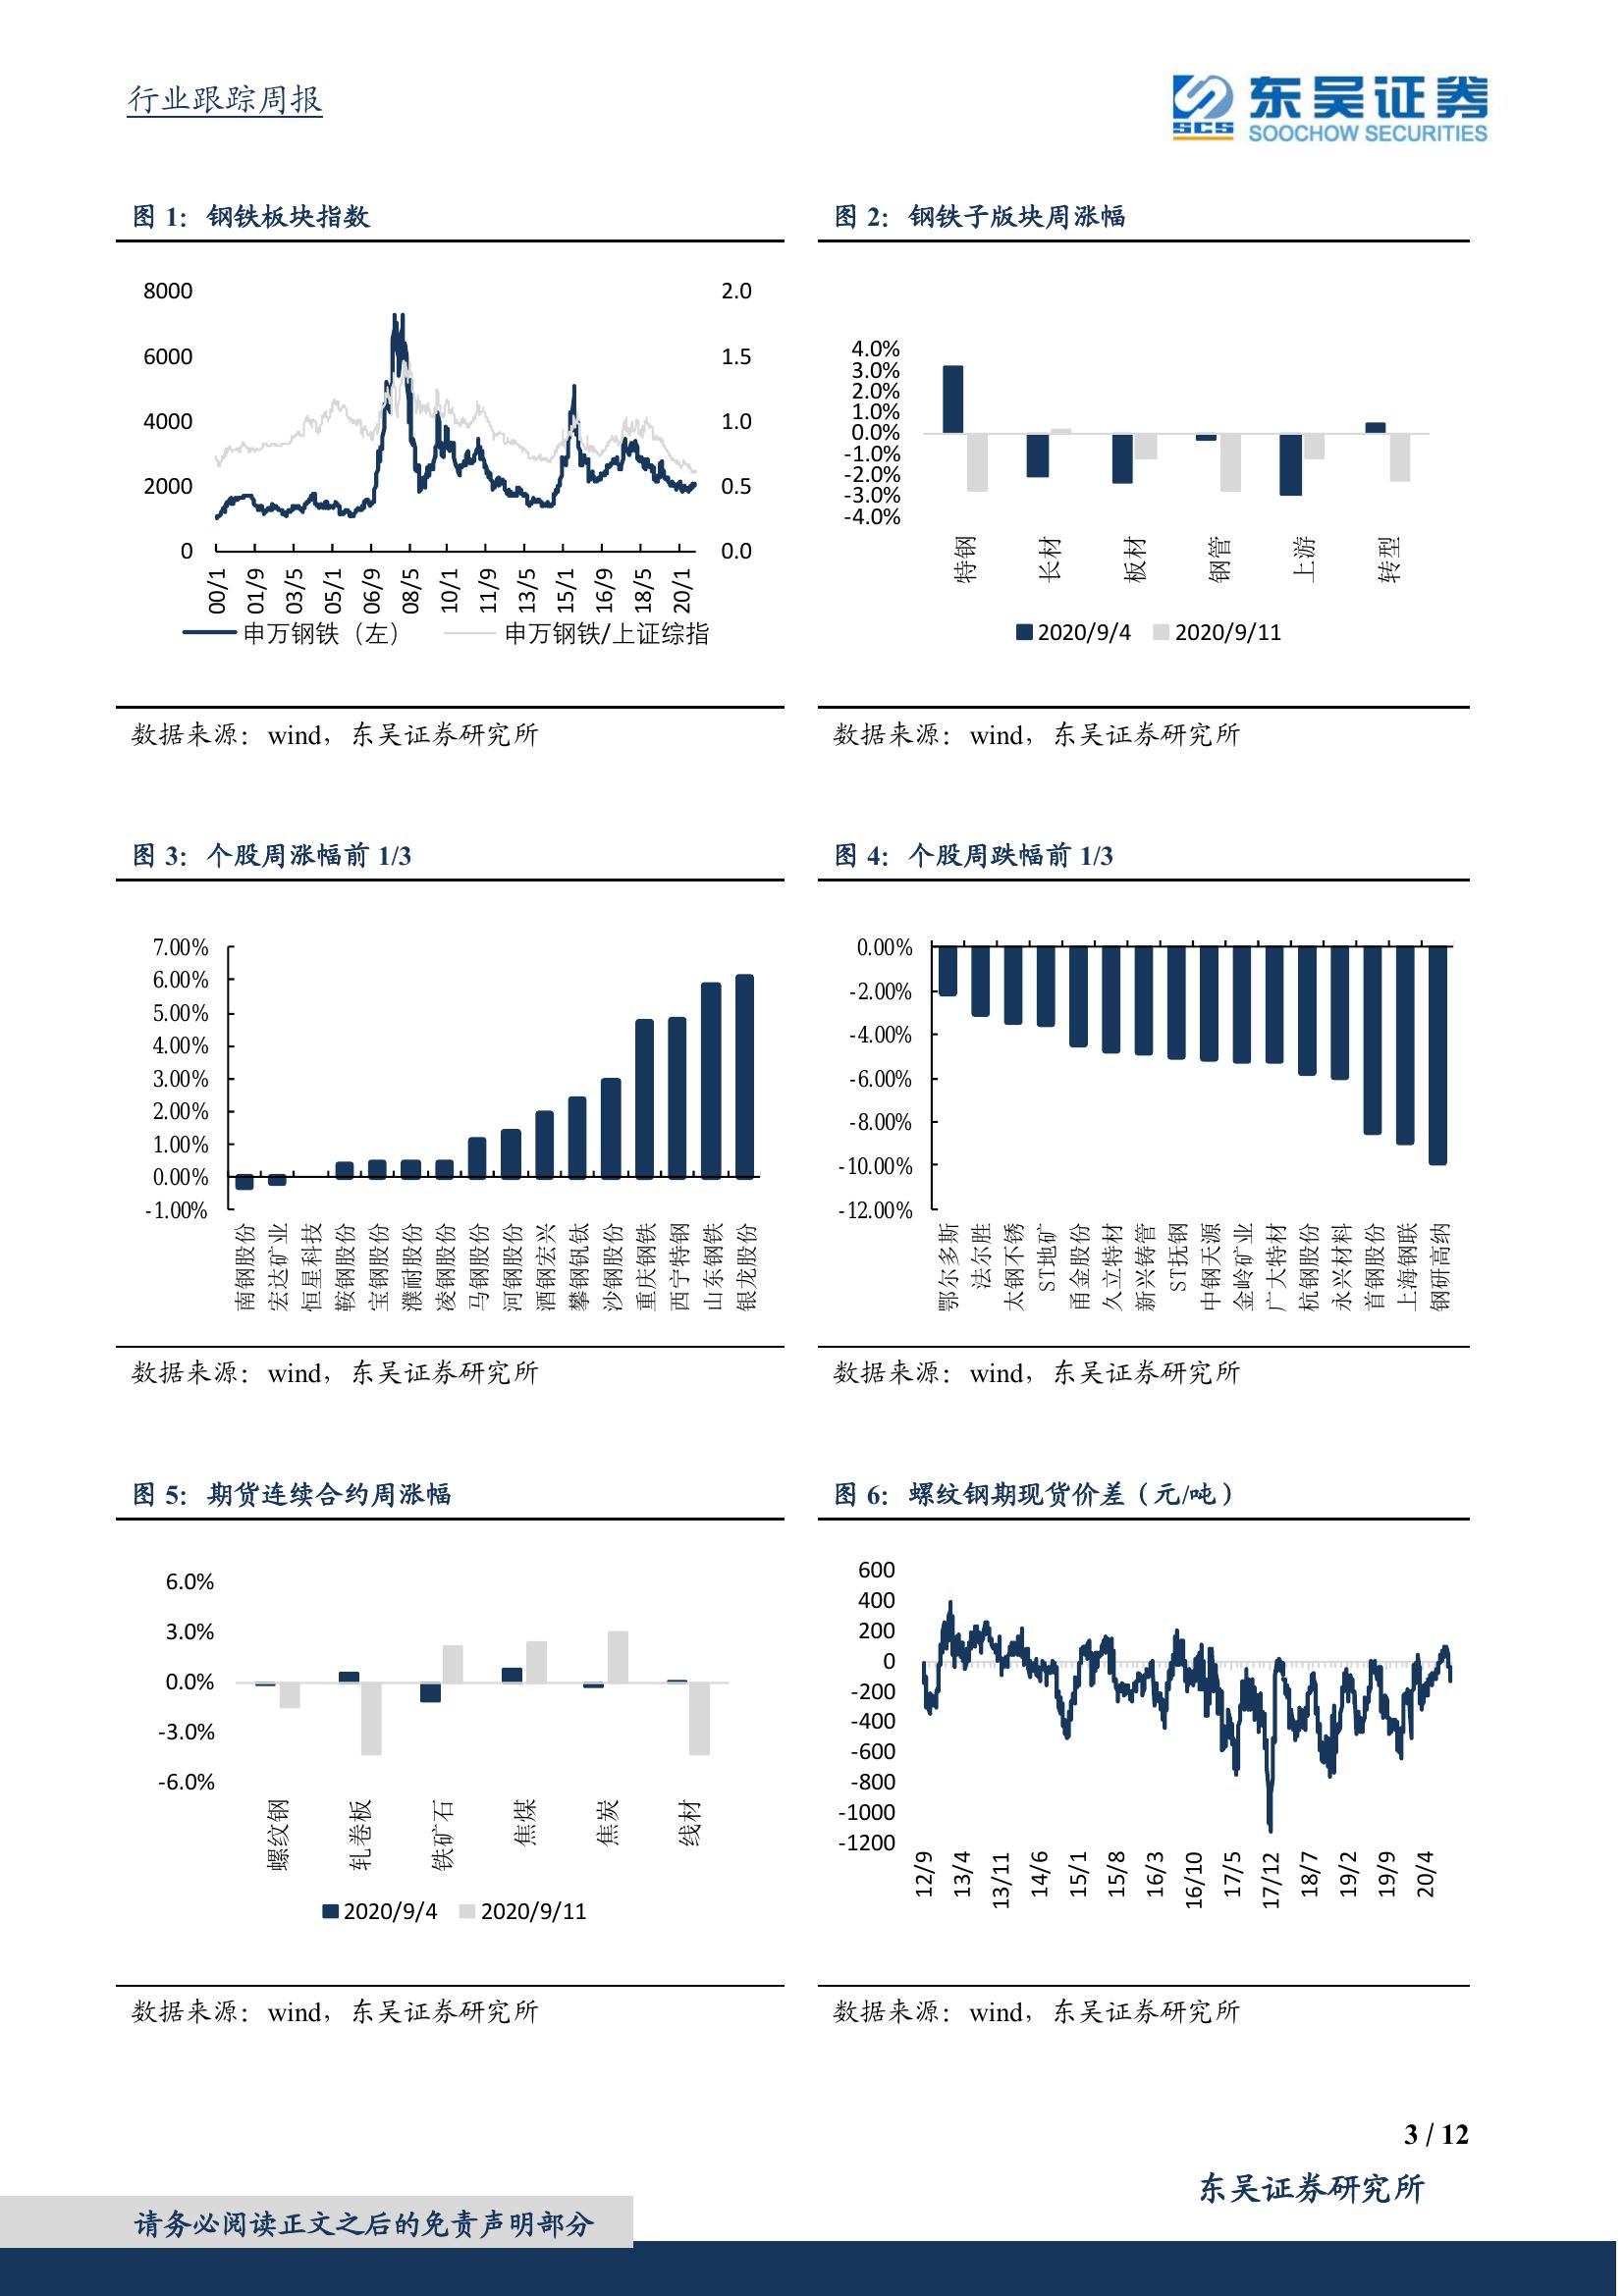 行业跟踪周报
SCS
东吴证券
SOOCHOW SECURITIES
图 1：钢铁板块指数
8000
6000
4000
2000
0
2.0
1.5
1.0
0.5
0.0
00/1 01/9 03/5 05/1 06/9 08/5 10/1 11/9 13/5 15/1 16/9 18/5 20/1
申万钢铁（左） 申万钢铁/上证综指
数据来源：wind，东吴证券研究所
图 2：钢铁子版块周涨幅
4.0%
3.0%
2.0%
1.0%
0.0%
-1.0%
-2.0%
-3.0%
-4.0%
特钢 长材 板材 钢管 上游 转型
2020/9/4 2020/9/11
数据来源：wind，东吴证券研究所
图 3：个股周涨幅前 1/3
7.00%
6.00%
5.00%
4.00%
3.00%
2.00%
1.00%
0.00%
-1.00%
南钢股份 宏达矿业 恒星科技 鞍钢股份 宝钢股份 濮耐股份 凌钢股份 马钢股份 河钢股份 酒钢宏兴 攀钢钒钛 沙钢股份 重庆钢铁 西宁特钢 山东钢铁 银龙股份
数据来源：wind，东吴证券研究所
图 4：个股周跌幅前 1/3
0.00%
-2.00%
-4.00%
-6.00%
-8.00%
-10.00%
-12.00%
鄂尔多斯 法尔胜 太钢不锈 ST地矿 甬金股份 久立特材 新兴铸管 ST抚钢 中钢天源 金岭矿业 广大特材 杭钢股份 永兴材料 首钢股份 上海钢联 钢研高纳
数据来源：wind，东吴证券研究所
图 5：期货连续合约周涨幅
6.0%
3.0%
0.0%
-3.0%
-6.0%
螺纹钢 轧卷板 铁矿石 焦煤 焦炭 线材
2020/9/4 2020/9/11
数据来源：wind，东吴证券研究所
图 6：螺纹钢期现货价差（元/吨）
600
400
200
0
-200
-400
-600
-800
-1000
-1200
12/9 13/4 13/11 14/6 15/1 15/8 16/3 16/10 17/5 17/12 18/7 19/2 19/9 20/4
数据来源：wind，东吴证券研究所
3 / 12
东吴证券研究所
请务必阅读正文之后的免责声明部分